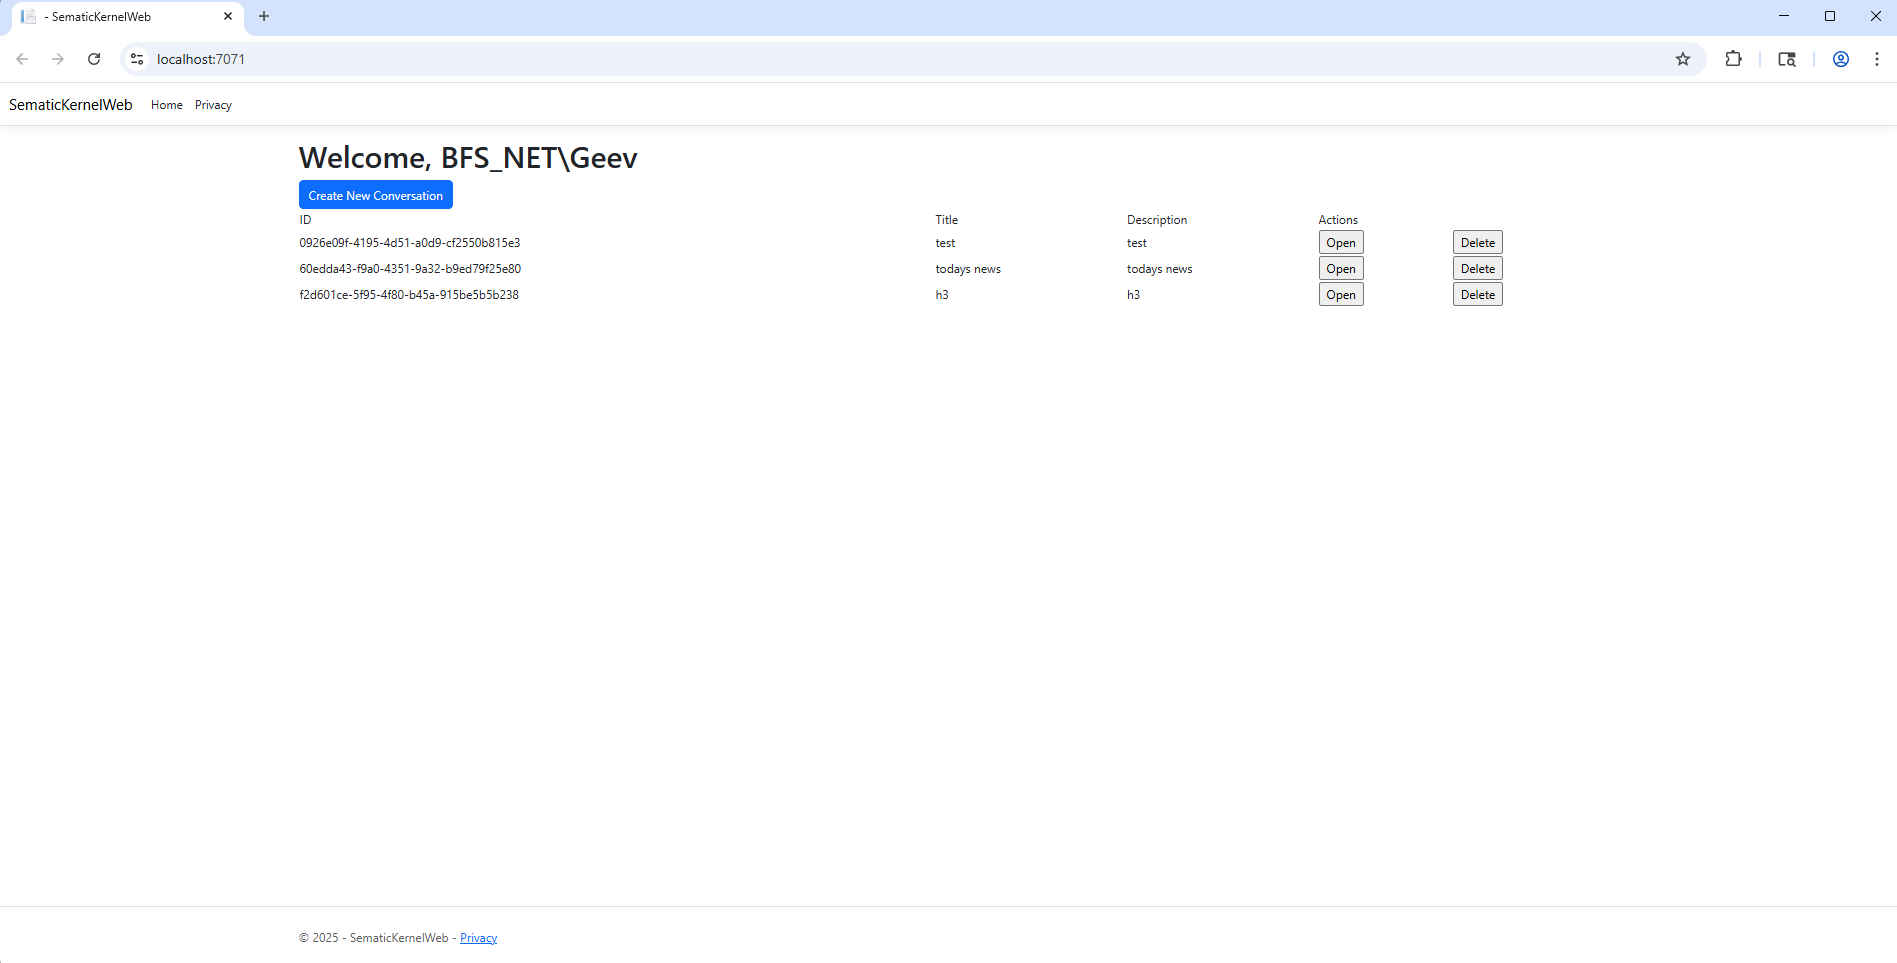 - SematicKernelWeb
localhost:7071
SematicKernelWeb Home Privacy
Welcome, BFS_NET\Geev
Create New Conversation
ID Title Description Actions
0926e09f-4195-4d51-a0d9-cf2550b815e3 test test Open Delete
60edda43-f9a0-4351-9a32-b9ed79f25e80 todays news todays news Open Delete
f2d601ce-5f95-4f80-b45a-915be5b5b238 h3 h3 Open Delete
© 2025 - SematicKernelWeb - Privacy